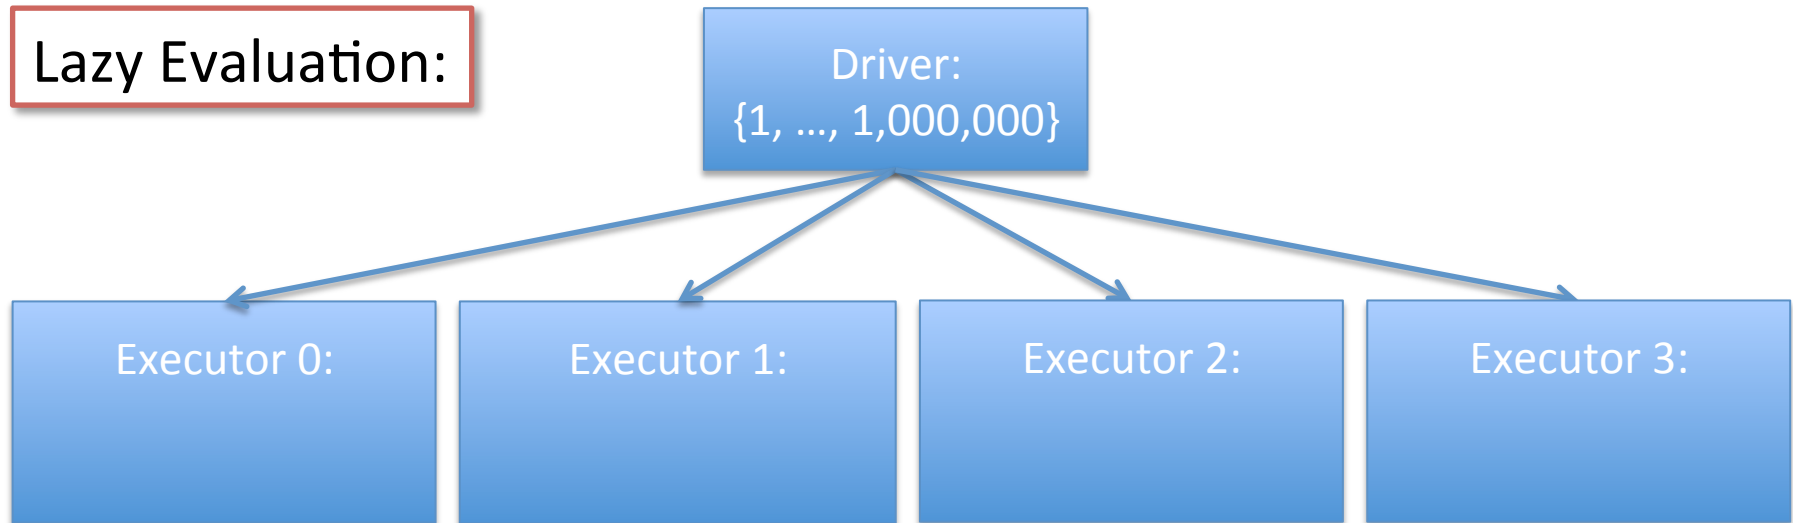 Lazy Evaluation:
Driver:
{1, …, 1,000,000}
Executor 0:
Executor 1:
Executor 2:
Executor 3: